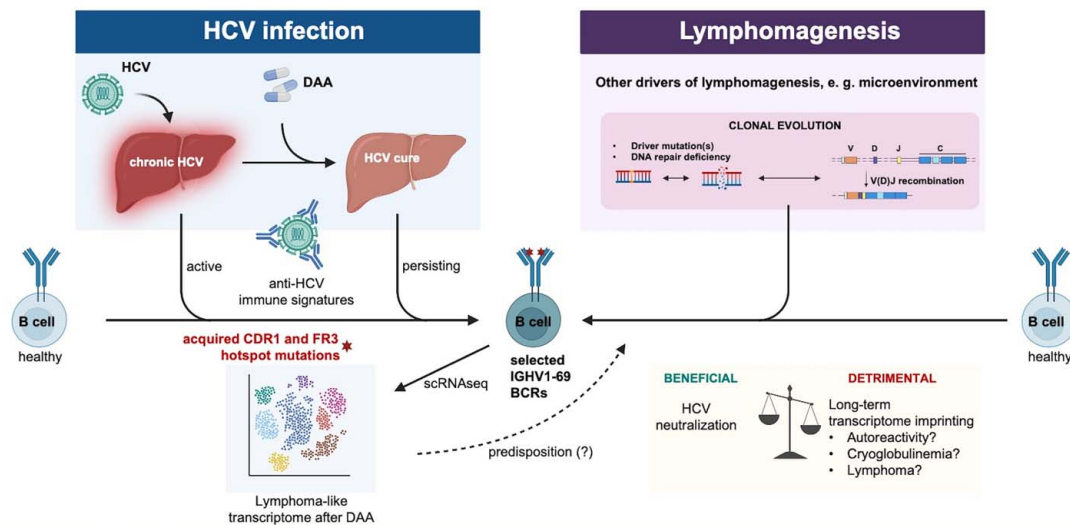 HCV infection
HCV
DAA
chronic HCV
HCV cure
active
anti-HCV
immune signatures
persisting
B cell
healthy
acquired CDR1 and FR3
hotspot mutations
scRNAseq
Lymphoma-like
transcriptome after DAA
B cell
selected
IGHV1-69
BCRs
predisposition (?)
Lymphomagenesis
Other drivers of lymphomagenesis, e. g. microenvironment
CLONAL EVOLUTION
• Driver mutation(s)
• DNA repair deficiency
V D J C
V(D)J recombination
B cell
healthy
BENEFICIAL
HCV
neutralization
DETRIMENTAL
Long-term
transcriptome imprinting
• Autoreactivity?
• Cryoglobulinemia?
• Lymphoma?